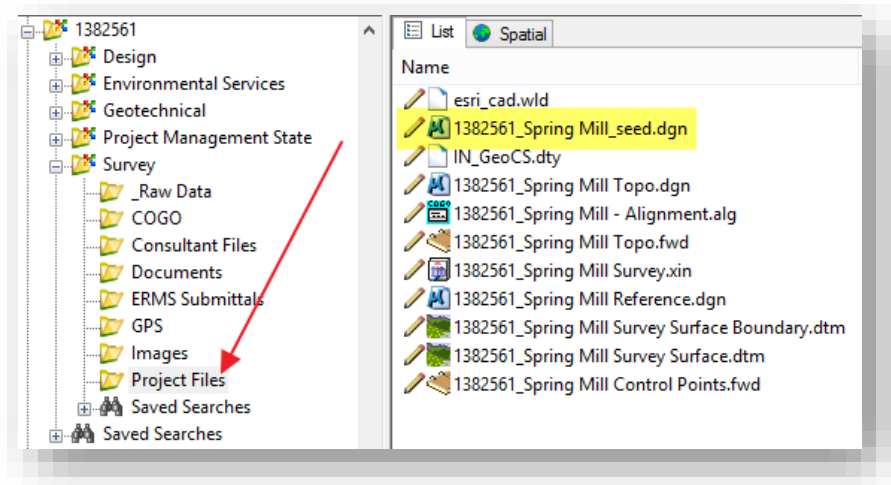 1382561
Design
Environmental Services
Geotechnical
Project Management State
Survey
_Raw Data
COGO
Consultant Files
Documents
ERMS Submittals
GPS
Images
Project Files
Saved Searches
Saved Searches
List Spatial
Name
esri_cad.wld
1382561_Spring Mill_seed.dgn
IN_GeoCS.dty
1382561_Spring Mill Topo.dgn
COGO
1382561_Spring Mill - Alignment.alg
1382561_Spring Mill Topo.fwd
1382561_Spring Mill Survey.xin
1382561_Spring Mill Reference.dgn
1382561_Spring Mill Survey Surface Boundary.dtm
1382561_Spring Mill Survey Surface.dtm
1382561_Spring Mill Control Points.fwd